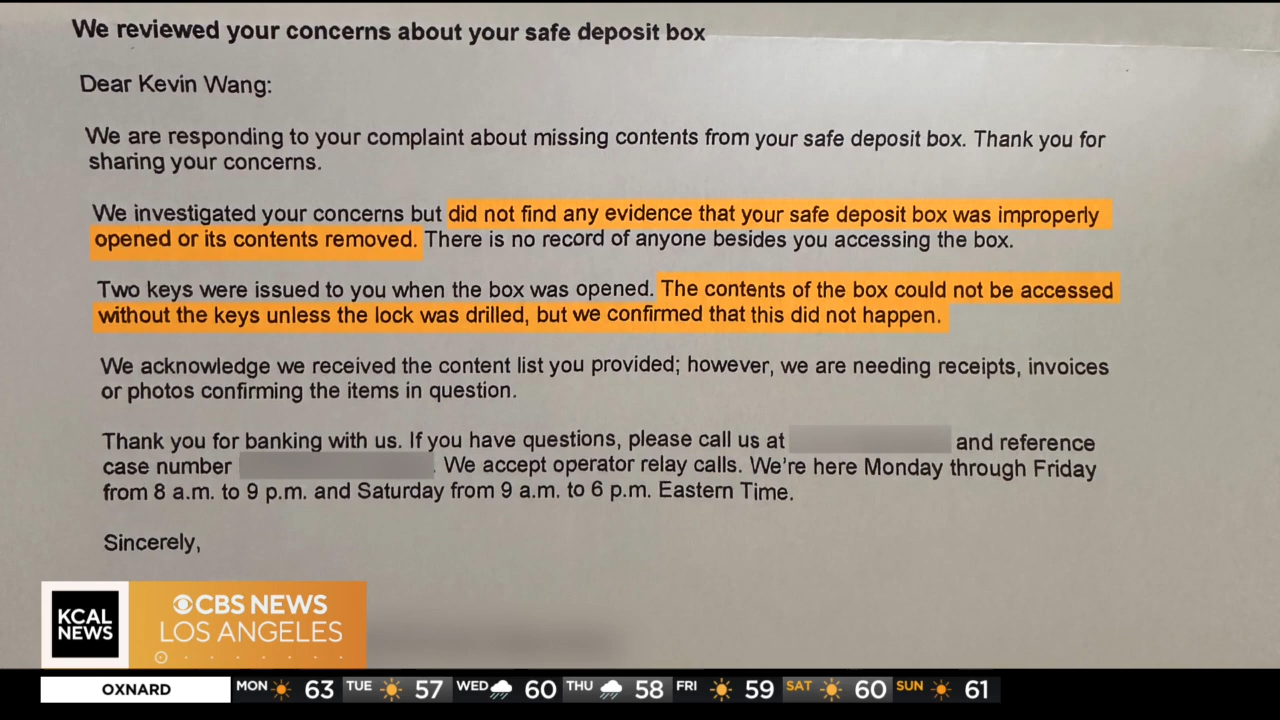 We reviewed your concerns about your safe deposit box
Dear Kevin Wang:
We are responding to your complaint about missing contents from your safe deposit box. Thank you for
sharing your concerns.
We investigated your concerns but did not find any evidence that your safe deposit box was improperly
opened or its contents removed. There is no record of anyone besides you accessing the box.
Two keys were issued to you when the box was opened. The contents of the box could not be accessed
without the keys unless the lock was drilled, but we confirmed that this did not happen.
We acknowledge we received the content list you provided; however, we are needing receipts, invoices
or photos confirming the items in question.
Thank you for banking with us. If you have questions, please call us at and reference
case number . We accept operator relay calls. We're here Monday through Friday
from 8 a.m. to 9 p.m. and Saturday from 9 a.m. to 6 p.m. Eastern Time.
Sincerely,
KCAL
NEWS
CBS NEWS
LOS ANGELES
OXNARD MON 63 TUE 57 WED 60 THU 58 FRI 59 SAT 60 SUN 61